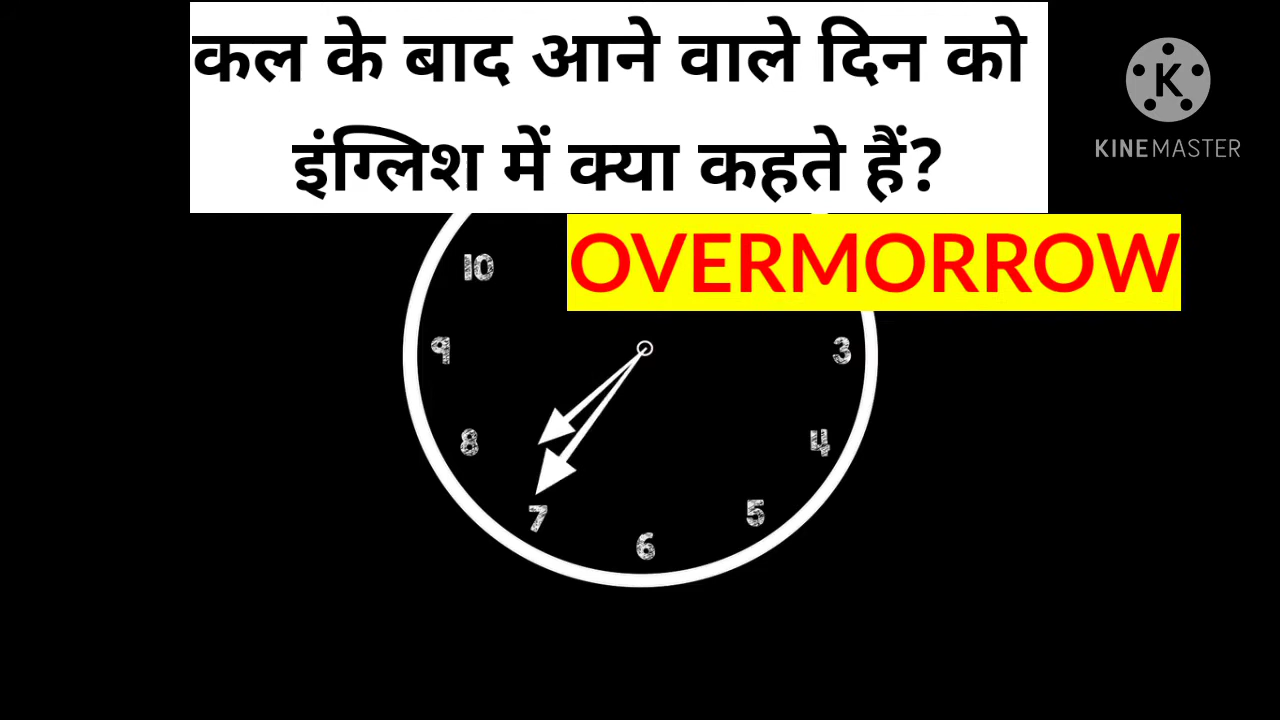 कल के बाद आने वाले दिन को
इंग्लिश में क्या कहते हैं?
K
KINEMASTER
OVERMORROW
10
9
3
8
4
7
5
6